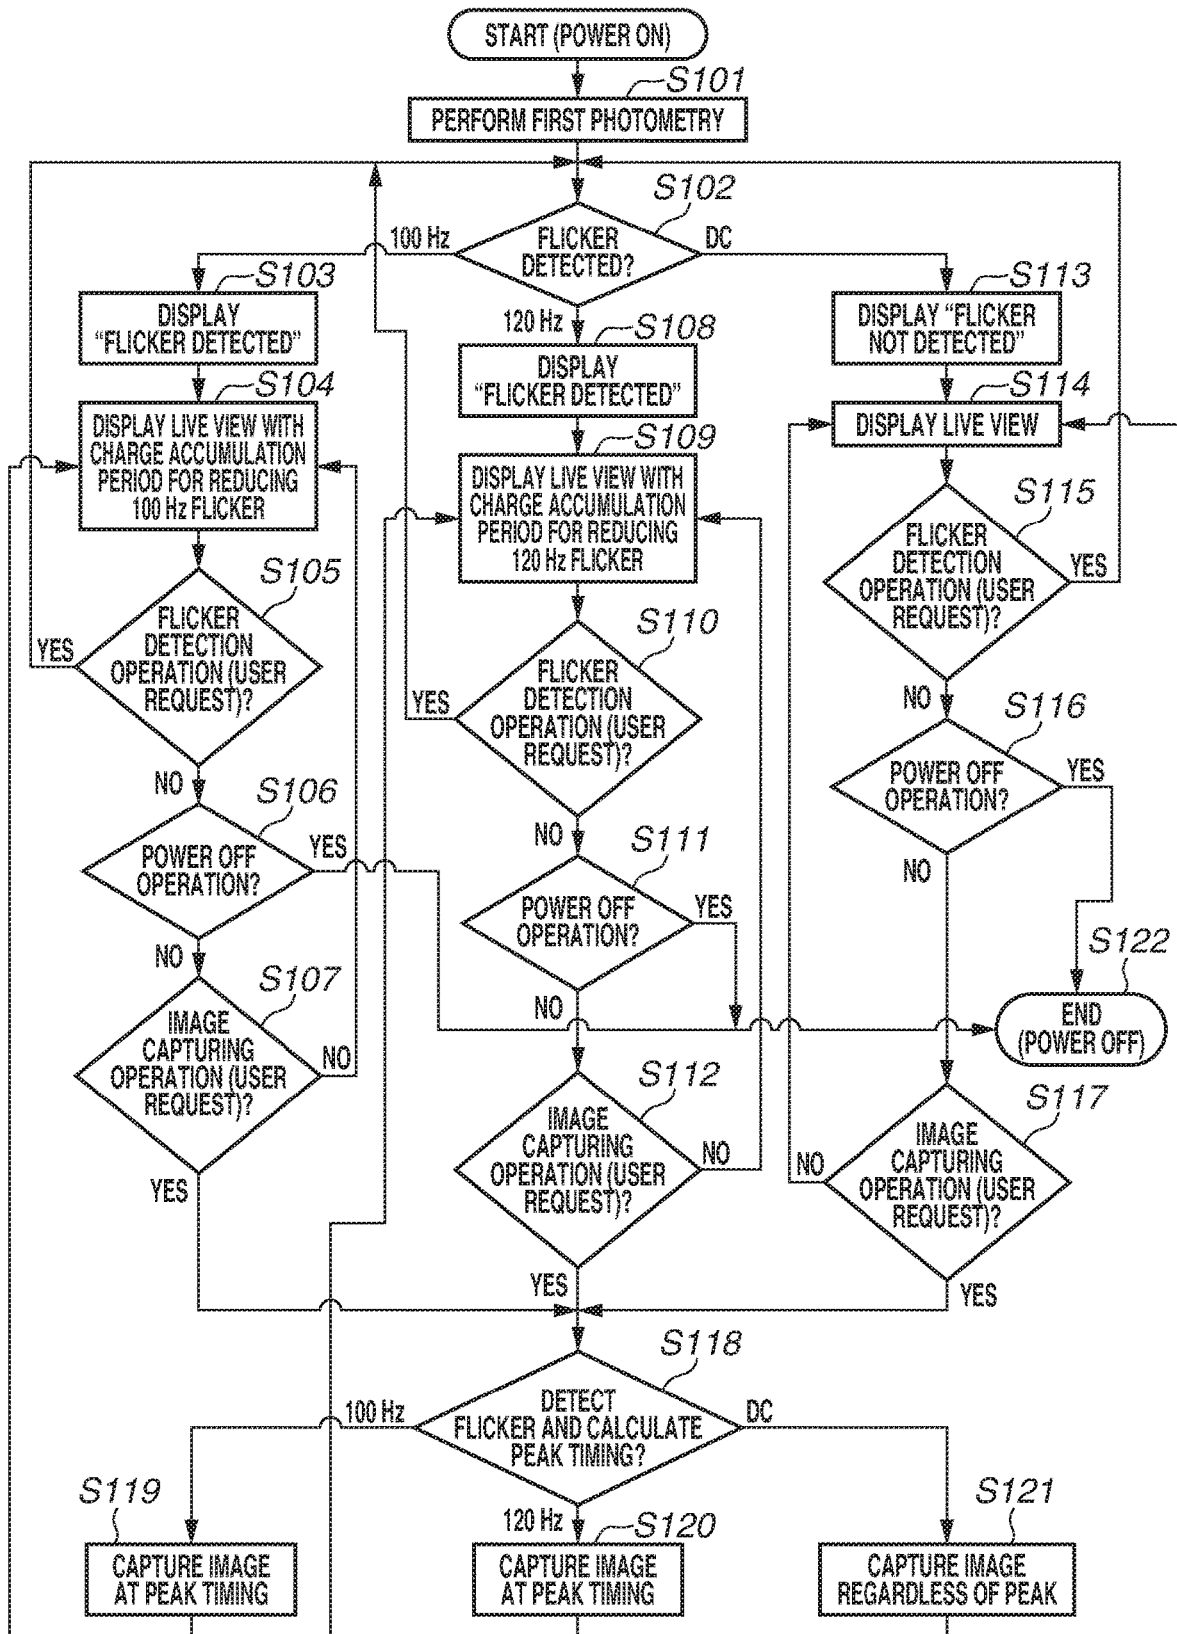 START (POWER ON)
S101
PERFORM FIRST PHOTOMETRY
S102
100 Hz
FLICKER
DETECTED?
DC
S103
DISPLAY
“FLICKER DETECTED”
120 Hz
S108
DISPLAY
“FLICKER DETECTED”
S113
DISPLAY “FLICKER
NOT DETECTED”
S104
DISPLAY LIVE VIEW WITH
CHARGE ACCUMULATION
PERIOD FOR REDUCING
100 Hz FLICKER
S109
DISPLAY LIVE VIEW WITH
CHARGE ACCUMULATION
PERIOD FOR REDUCING
120 Hz FLICKER
S114
DISPLAY LIVE VIEW
S105
FLICKER
DETECTION
OPERATION (USER
REQUEST)?
YES
NO
S110
FLICKER
DETECTION
OPERATION (USER
REQUEST)?
YES
NO
S115
FLICKER
DETECTION
OPERATION (USER
REQUEST)?
YES
NO
S106
POWER OFF
OPERATION?
YES
NO
S111
POWER OFF
OPERATION?
YES
NO
S116
POWER OFF
OPERATION?
YES
NO
S122
END
(POWER OFF)
S107
IMAGE
CAPTURING
OPERATION (USER
REQUEST)?
NO
YES
S112
IMAGE
CAPTURING
OPERATION (USER
REQUEST)?
NO
YES
S117
IMAGE
CAPTURING
OPERATION (USER
REQUEST)?
NO
YES
S118
100 Hz
DETECT
FLICKER AND CALCULATE
PEAK TIMING?
DC
120 Hz
S119
CAPTURE IMAGE
AT PEAK TIMING
S120
CAPTURE IMAGE
AT PEAK TIMING
S121
CAPTURE IMAGE
REGARDLESS OF PEAK